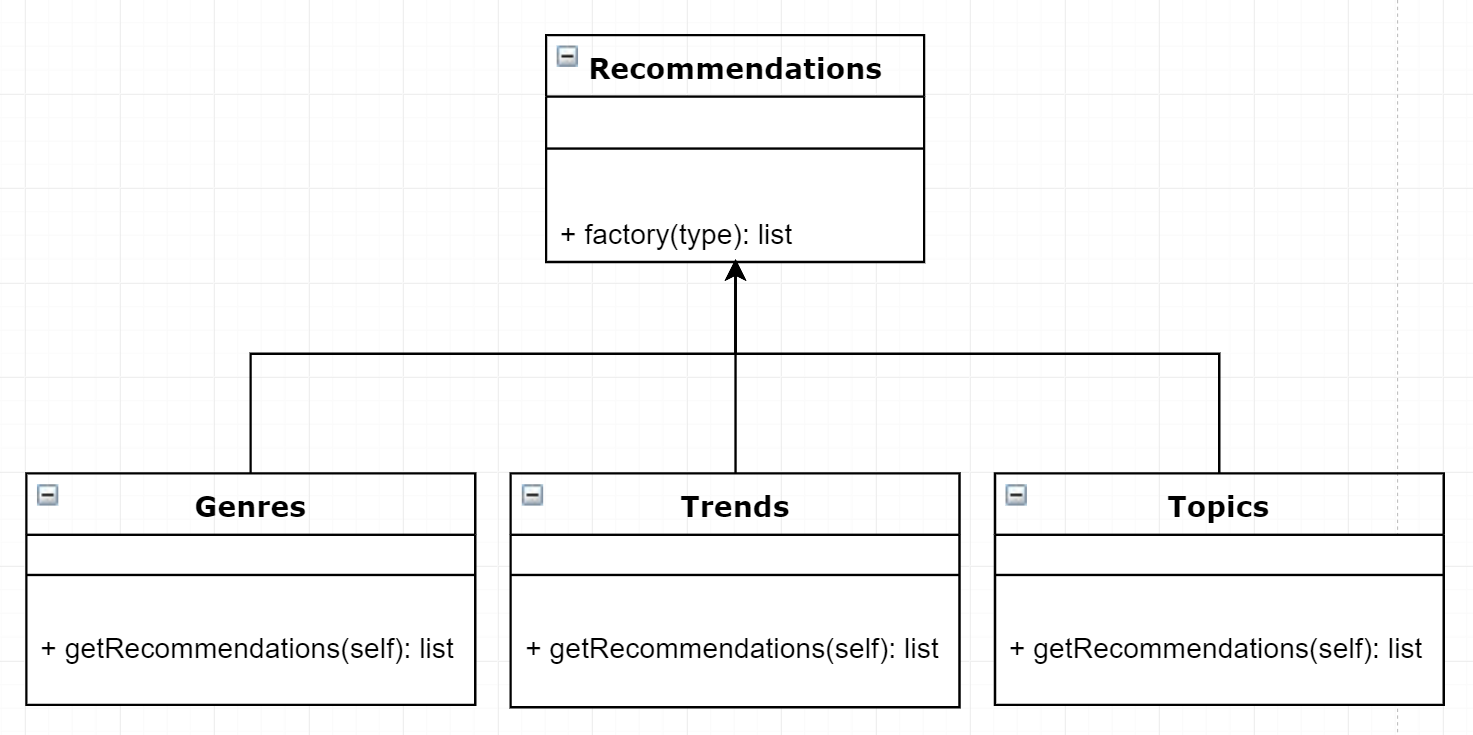 Recommendations
+ factory(type): list
Genres
+ getRecommendations(self): list
Trends
+ getRecommendations(self): list
Topics
+ getRecommendations(self): list